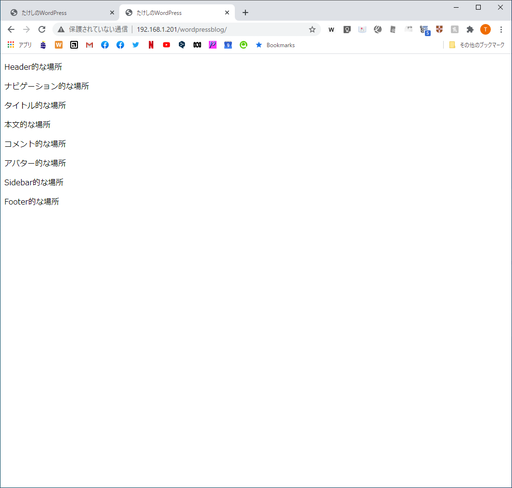 たけしのWordPress
たけしのWordPress
保護されていない通信 | 192.168.1.201/wordpressblog/
アプリ
Bookmarks
その他のブックマーク
Header的な場所
ナビゲーション的な場所
タイトル的な場所
本文的な場所
コメント的な場所
アバター的な場所
Sidebar的な場所
Footer的な場所